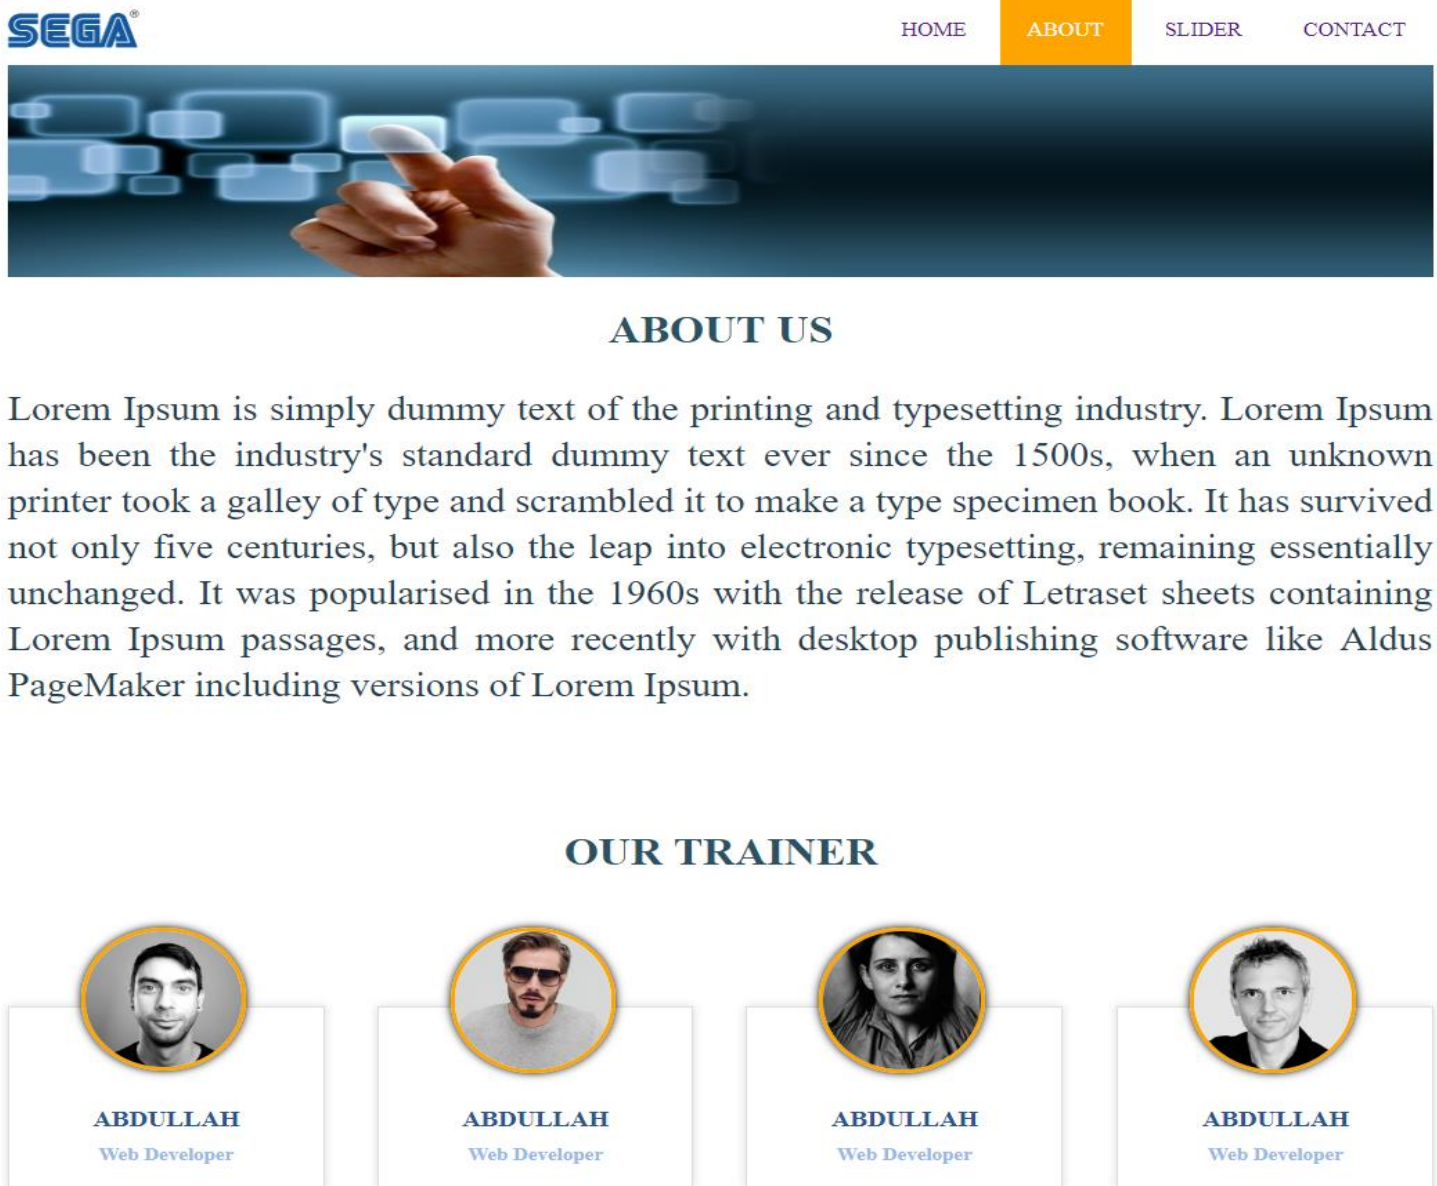 SEGA®
HOME ABOUT SLIDER CONTACT
ABOUT US
Lorem Ipsum is simply dummy text of the printing and typesetting industry. Lorem Ipsum
has been the industry's standard dummy text ever since the 1500s, when an unknown
printer took a galley of type and scrambled it to make a type specimen book. It has survived
not only five centuries, but also the leap into electronic typesetting, remaining essentially
unchanged. It was popularised in the 1960s with the release of Letraset sheets containing
Lorem Ipsum passages, and more recently with desktop publishing software like Aldus
PageMaker including versions of Lorem Ipsum.
OUR TRAINER
ABDULLAH ABDULLAH ABDULLAH ABDULLAH
Web Developer Web Developer Web Developer Web Developer